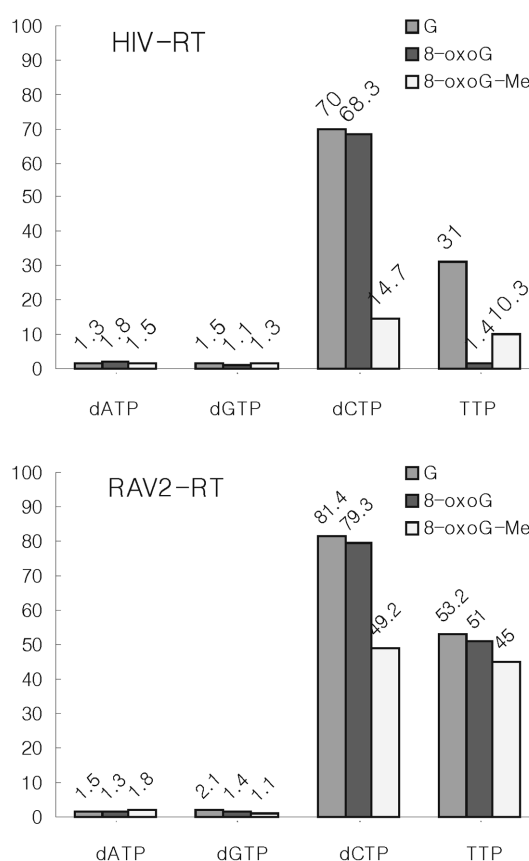 HIV-RT
G
8-oxoG
8-oxoG-Me
100
90
80
70
60
50
40
30
20
10
0
1.3 1.8 1.5 1.5 1.1 1.3 70 68.3 14.7 31 1.4 10.3
dATP dGTP dCTP TTP
RAV2-RT
G
8-oxoG
8-oxoG-Me
100
90
80
70
60
50
40
30
20
10
0
1.5 1.3 1.8 2.1 1.4 1.1 81.4 79.3 49.2 53.2 51 45
dATP dGTP dCTP TTP